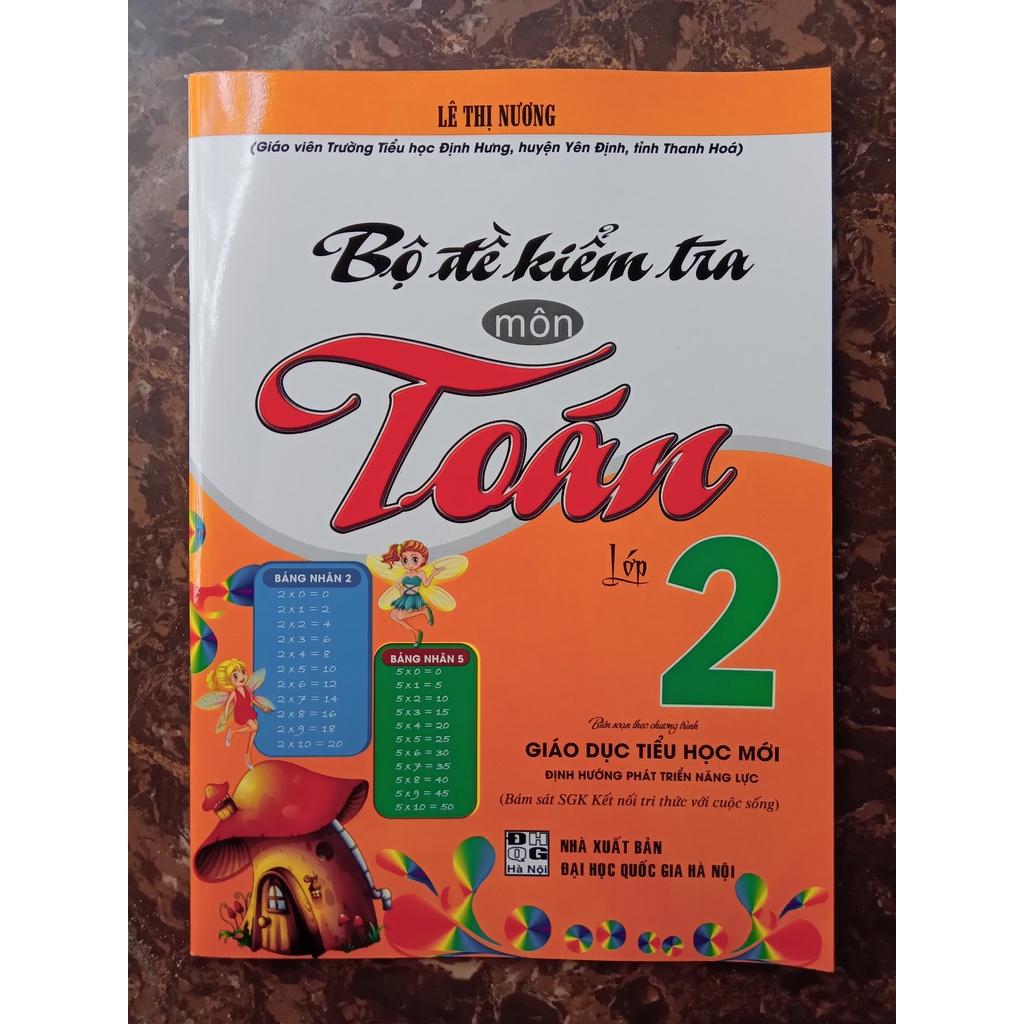 LÊ THỊ NƯƠNG
(Giáo viên Trường Tiểu học Định Hưng, huyện Yên Định, tỉnh Thanh Hoá)
Bộ đề kiểm tra
môn
Toán
Lớp 2
BẢNG NHÂN 2
2 x 0 = 0
2 x 1 = 2
2 x 2 = 4
2 x 3 = 6
2 x 4 = 8
2 x 5 = 10
2 x 6 = 12
2 x 7 = 14
2 x 8 = 16
2 x 9 = 18
2 x 10 = 20
BẢNG NHÂN 5
5 x 0 = 0
5 x 1 = 5
5 x 2 = 10
5 x 3 = 15
5 x 4 = 20
5 x 5 = 25
5 x 6 = 30
5 x 7 = 35
5 x 8 = 40
5 x 9 = 45
5 x 10 = 50
Biên soạn theo chương trình
GIÁO DỤC TIỂU HỌC MỚI
ĐỊNH HƯỚNG PHÁT TRIỂN NĂNG LỰC
(Bám sát SGK Kết nối tri thức với cuộc sống)
ĐH
QG
Hà Nội
NHÀ XUẤT BẢN
ĐẠI HỌC QUỐC GIA HÀ NỘI